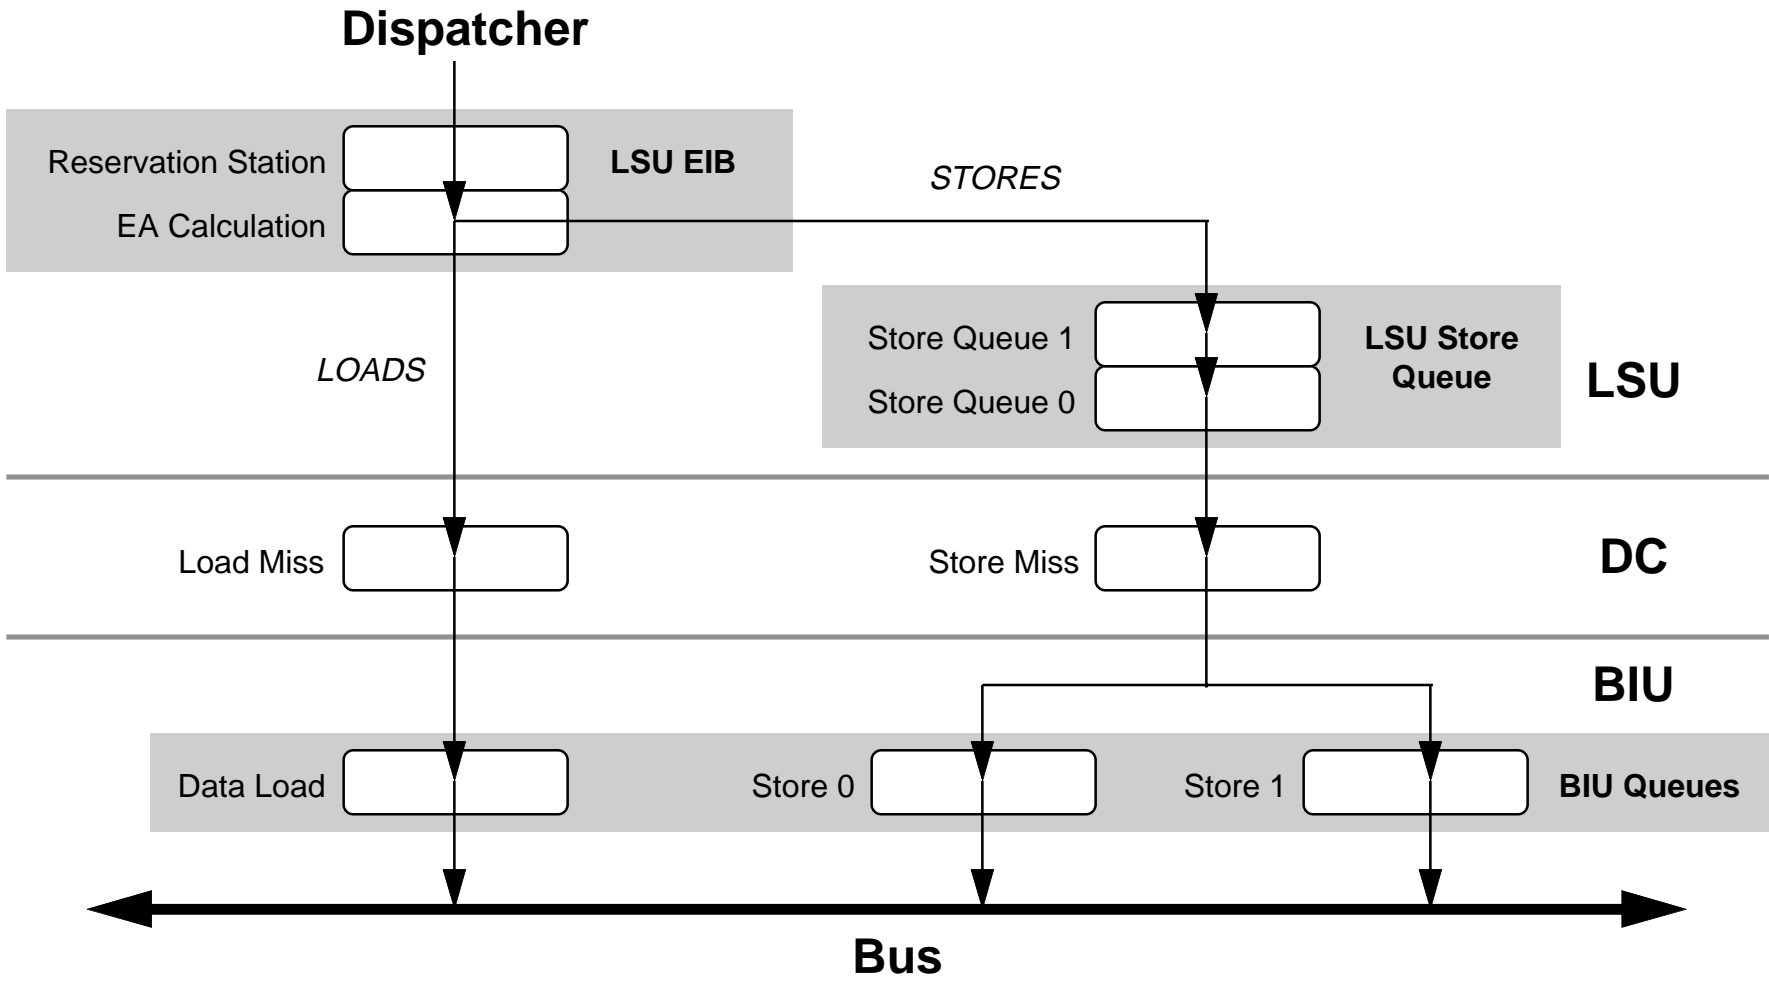 Dispatcher
Reservation Station
LSU EIB
EA Calculation
STORES
LOADS
Store Queue 1
Store Queue 0
LSU Store
Queue
LSU
Load Miss
Store Miss
DC
BIU
Data Load
Store 0
Store 1
BIU Queues
Bus